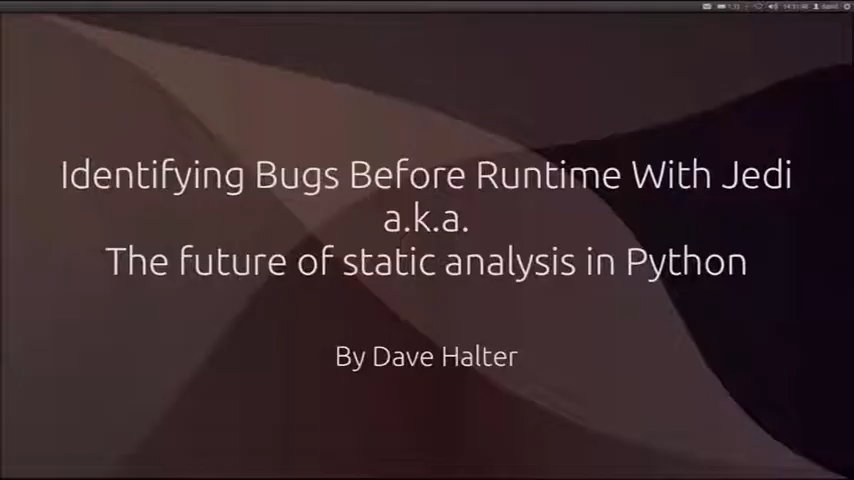 Identifying Bugs Before Runtime With Jedi
a.k.a.
The future of static analysis in Python
By Dave Halter